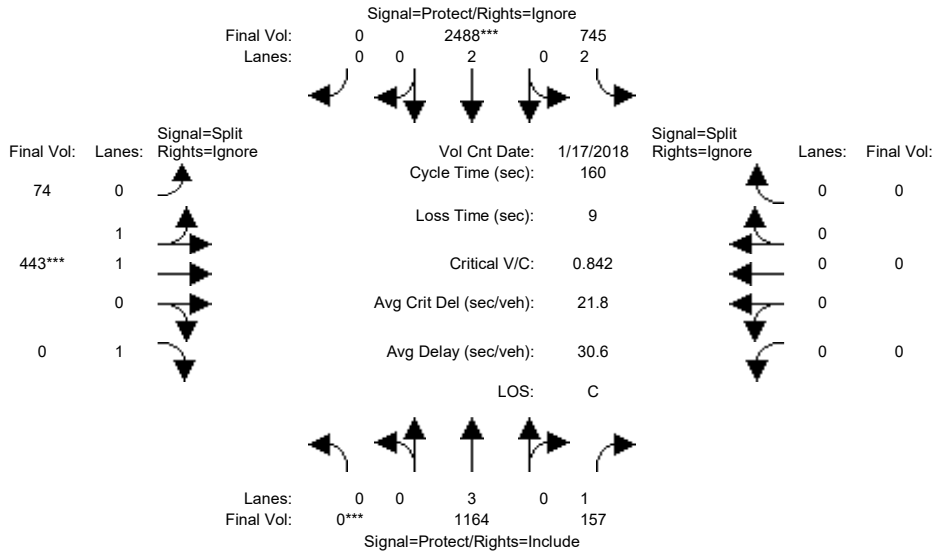 Signal=Protect/Rights=Ignore
Final Vol: 0 2488*** 745
Lanes: 0 0 2 0 2
Signal=Split
Final Vol: Lanes: Rights=Ignore
Vol Cnt Date: 1/17/2018
Signal=Split
Rights=Ignore Lanes: Final Vol:
Cycle Time (sec): 160
74 0
0 0
Loss Time (sec): 9
1
0
443*** 1
Critical V/C: 0.842
0 0
0
Avg Crit Del (sec/veh): 21.8
0
0 1
Avg Delay (sec/veh): 30.6
0 0
LOS: C
Lanes: 0 0 3 0 1
Final Vol: 0*** 1164 157
Signal=Protect/Rights=Include